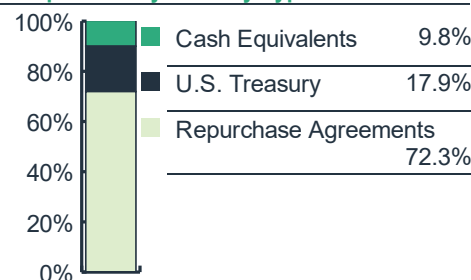 100%
80%
60%
40%
20%
0%
Cash Equivalents 9.8%
U.S. Treasury 17.9%
Repurchase Agreements
72.3%